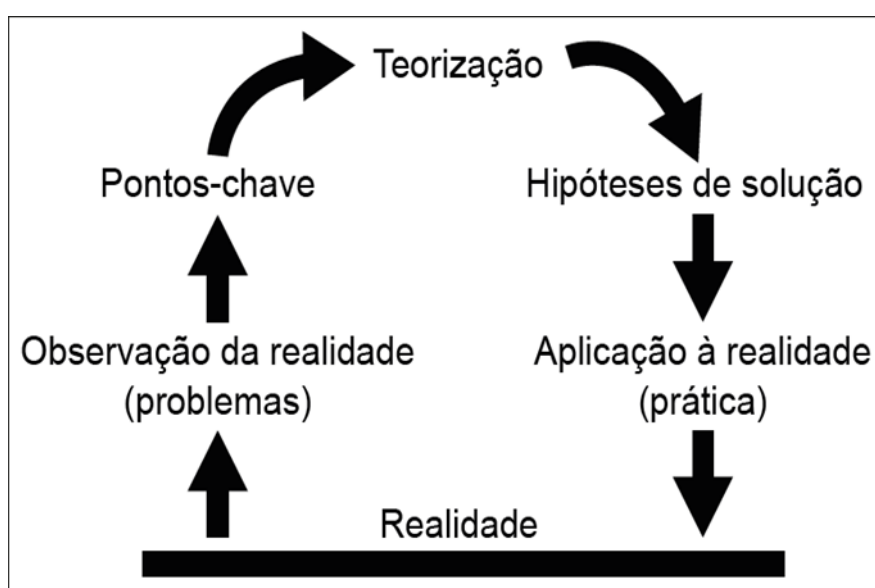 Teorização
Pontos-chave
Hipóteses de solução
Observação da realidade
(problemas)
Aplicação à realidade
(prática)
Realidade